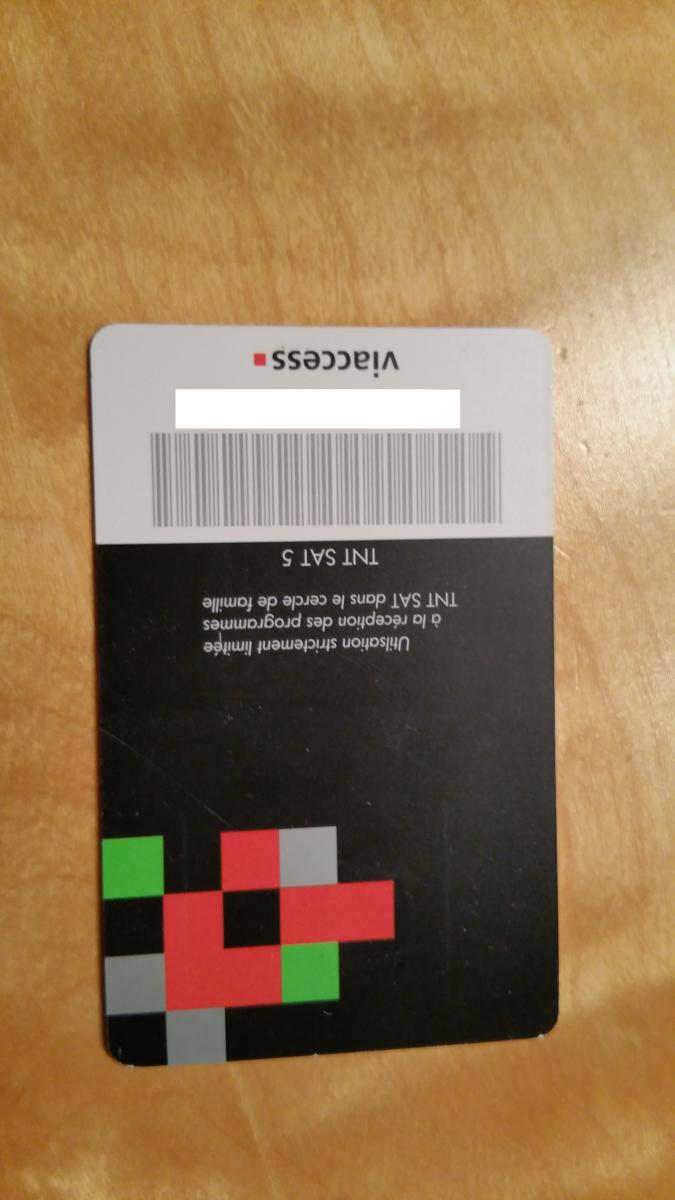 Utilisation strictement limitée
à la réception des programmes
TNT SAT dans le cercle de famille
TNT SAT 5
viaccess